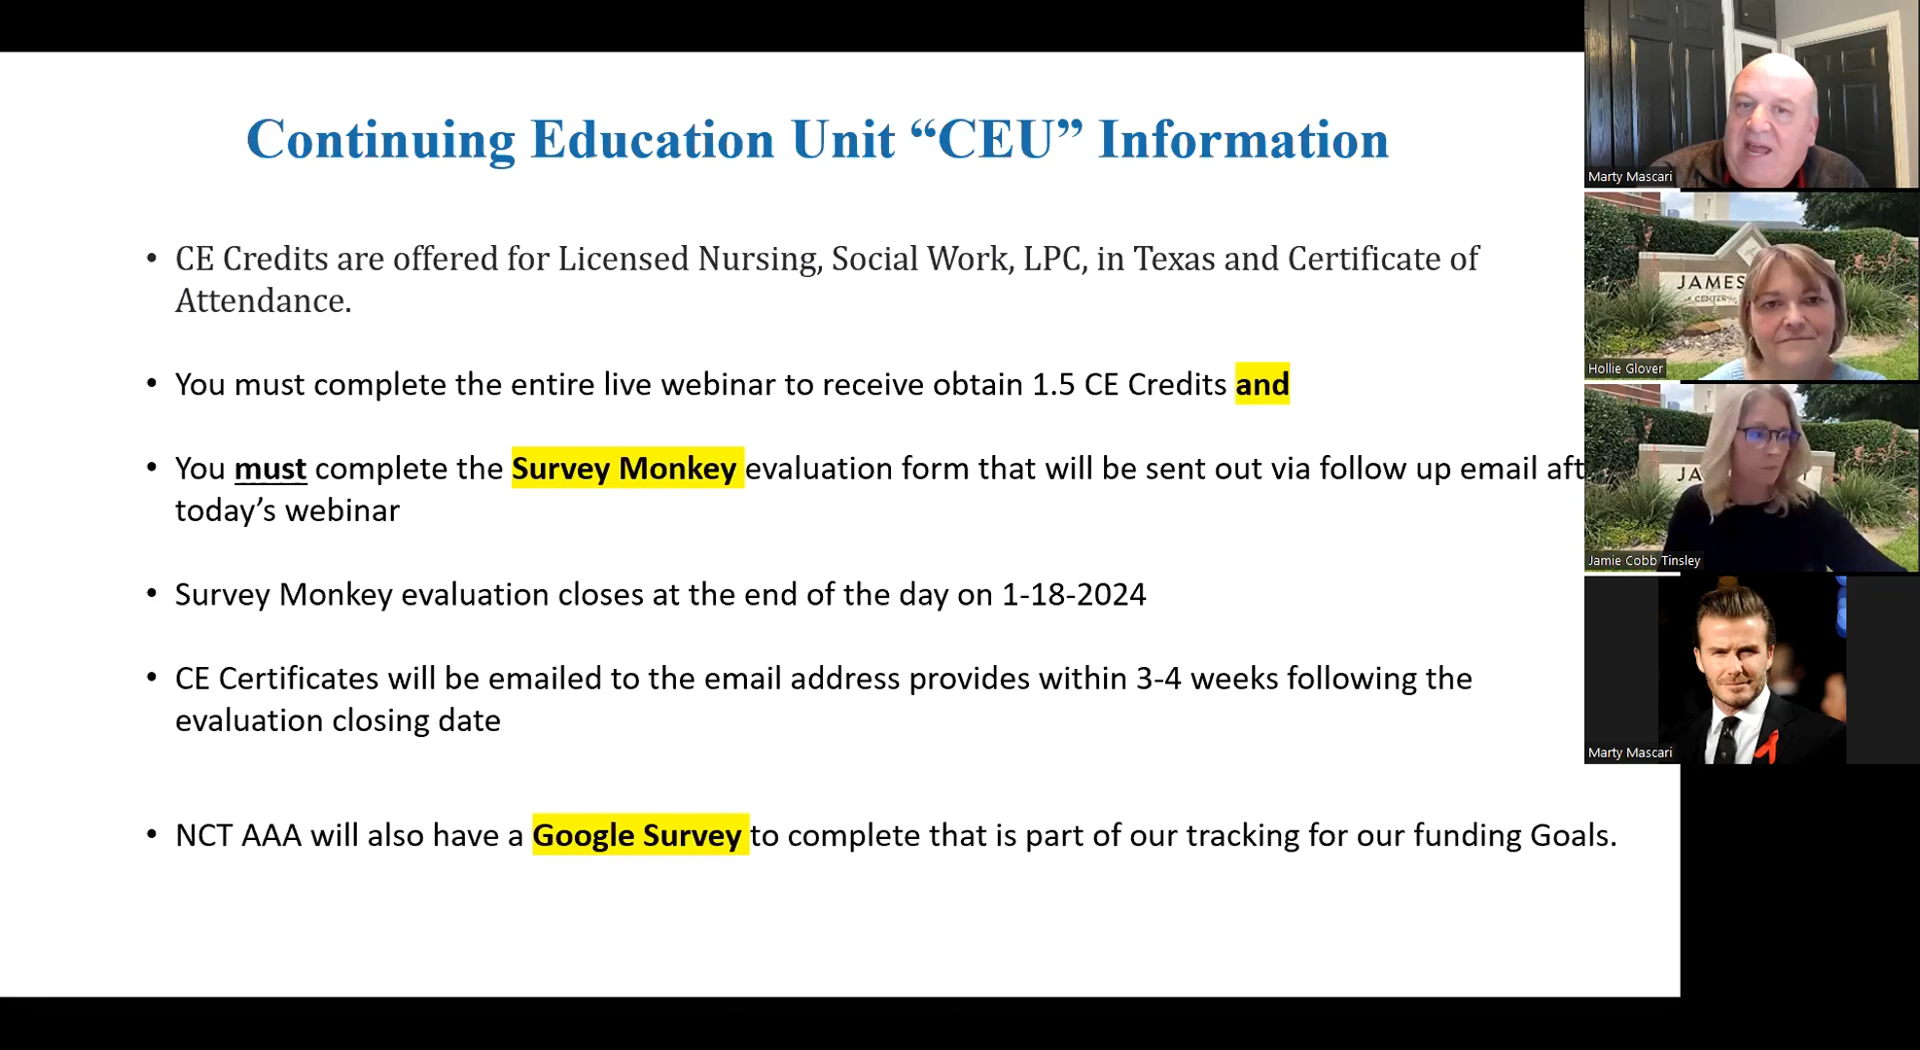 Continuing Education Unit “CEU” Information
• CE Credits are offered for Licensed Nursing, Social Work, LPC, in Texas and Certificate of
Attendance.
• You must complete the entire live webinar to receive obtain 1.5 CE Credits and
• You must complete the Survey Monkey evaluation form that will be sent out via follow up email aft
today’s webinar
• Survey Monkey evaluation closes at the end of the day on 1-18-2024
• CE Certificates will be emailed to the email address provides within 3-4 weeks following the
evaluation closing date
• NCT AAA will also have a Google Survey to complete that is part of our tracking for our funding Goals.
Marty Mascari
JAMES
CENTER
Hollie Glover
JA
Jamie Cobb Tinsley
Marty Mascari